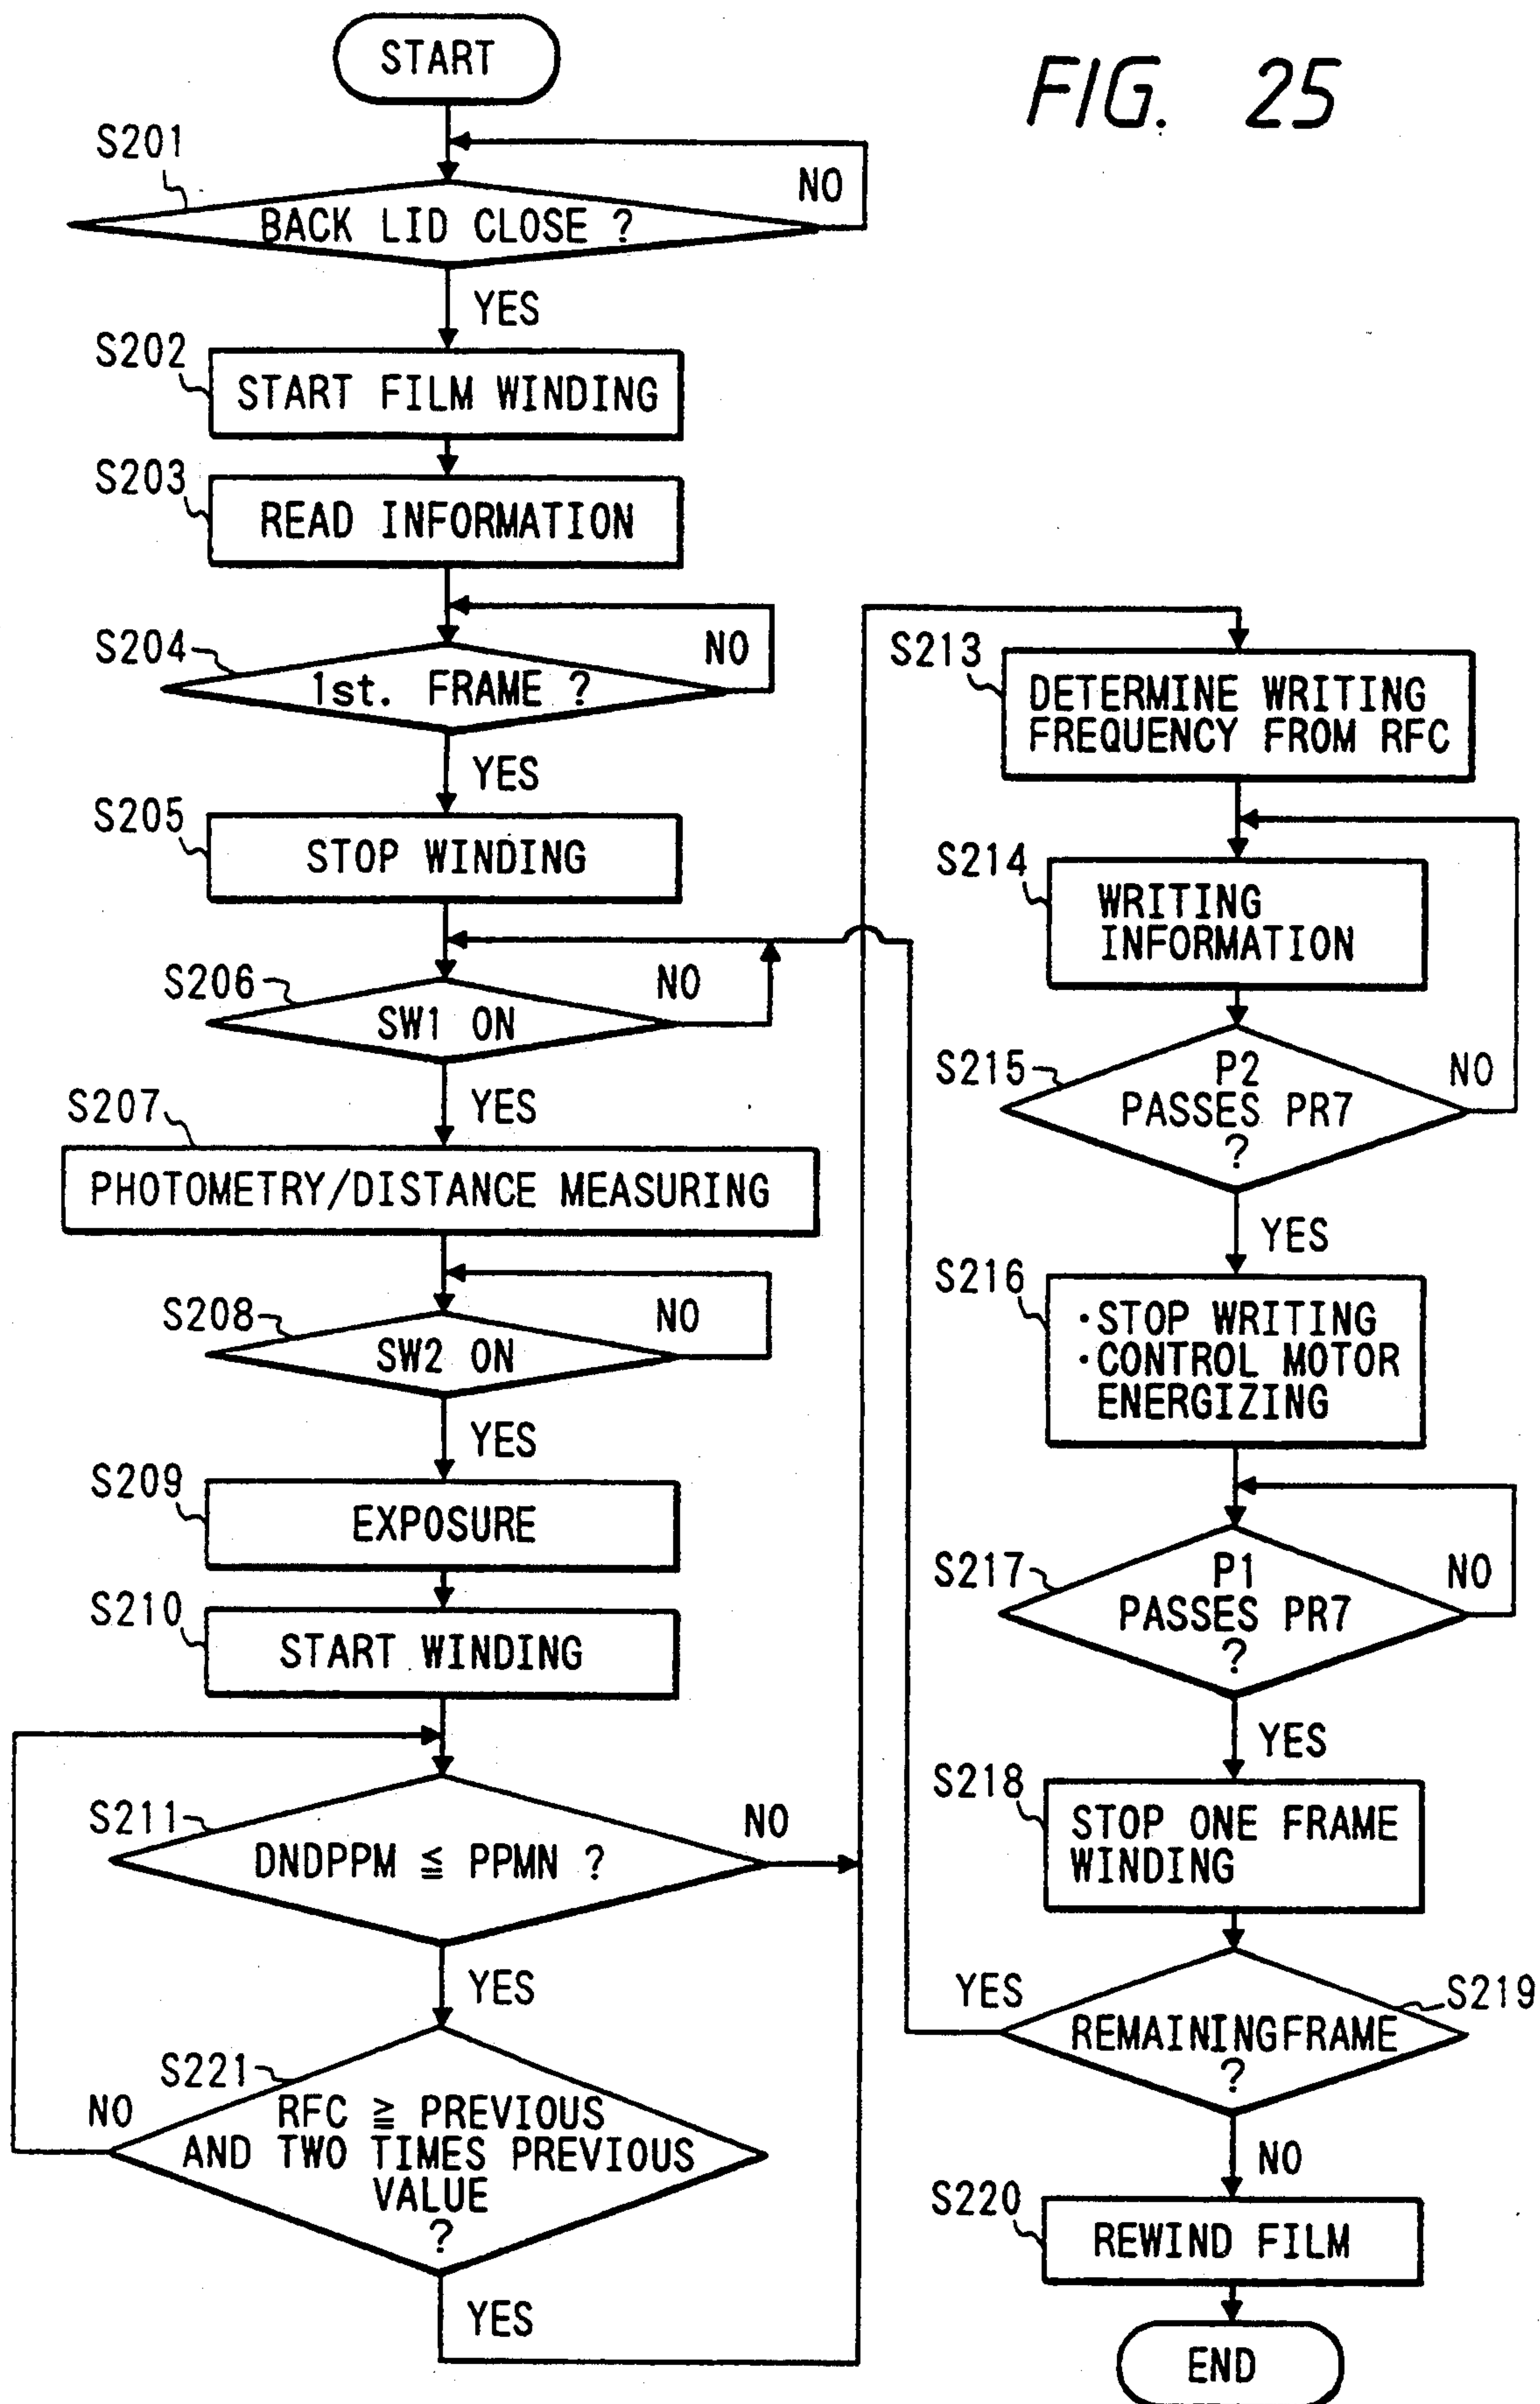 FIG. 25
START
S201
BACK LID CLOSE ?
NO
YES
S202
START FILM WINDING
S203
READ INFORMATION
S204
1st. FRAME ?
NO
YES
S205
STOP WINDING
S206
SW1 ON
NO
YES
S207
PHOTOMETRY/DISTANCE MEASURING
S208
SW2 ON
NO
YES
S209
EXPOSURE
S210
START WINDING
S211
DNDPPM ≦ PPMN ?
NO
YES
S221
RFC ≧ PREVIOUS
AND TWO TIMES PREVIOUS
VALUE
?
NO
YES
S213
DETERMINE WRITING
FREQUENCY FROM RFC
S214
WRITING
INFORMATION
S215
P2
PASSES PR7
?
NO
YES
S216
·STOP WRITING
·CONTROL MOTOR
ENERGIZING
S217
P1
PASSES PR7
?
NO
YES
S218
STOP ONE FRAME
WINDING
S219
REMAININGFRAME
?
YES
NO
S220
REWIND FILM
END